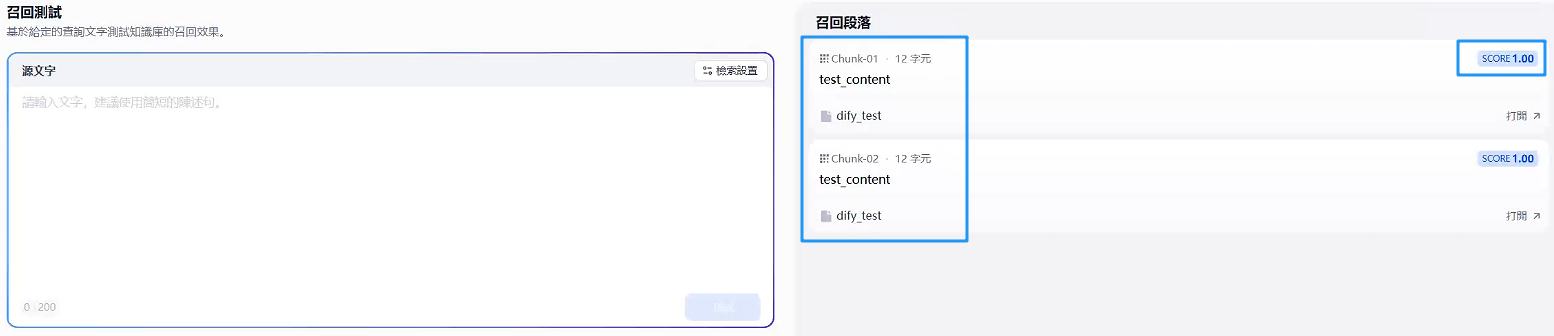 召回測試
基於給定的查詢文字測試知識庫的召回效果。
源文字
檢索設置
請輸入文字，建議使用簡短的陳述句。
0 200
召回段落
Chunk-01 · 12 字元
SCORE 1.00
test_content
dify_test
打開
Chunk-02 · 12 字元
SCORE 1.00
test_content
dify_test
打開